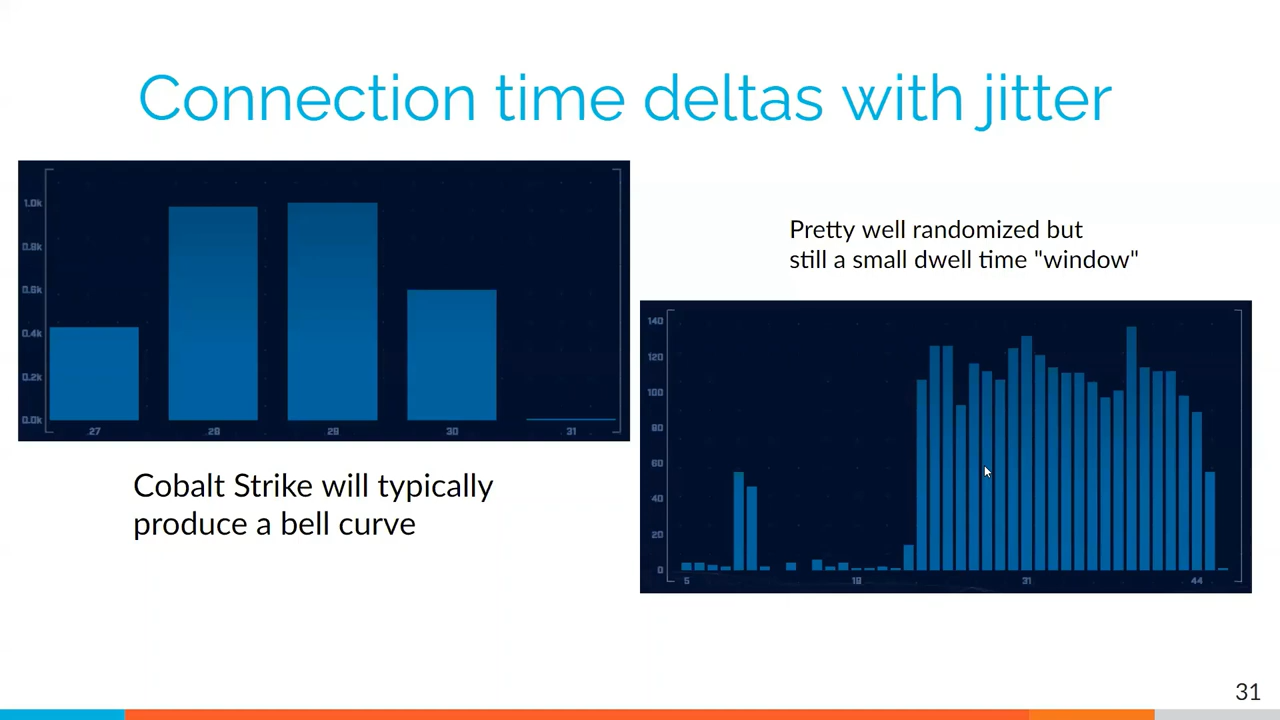 Connection time deltas with jitter
1.0k
0.8k
0.6k
0.4k
0.2k
0.0k
27
28
29
30
31
Cobalt Strike will typically
produce a bell curve
Pretty well randomized but
still a small dwell time "window"
140
120
100
80
60
40
20
0
5
18
31
44
31